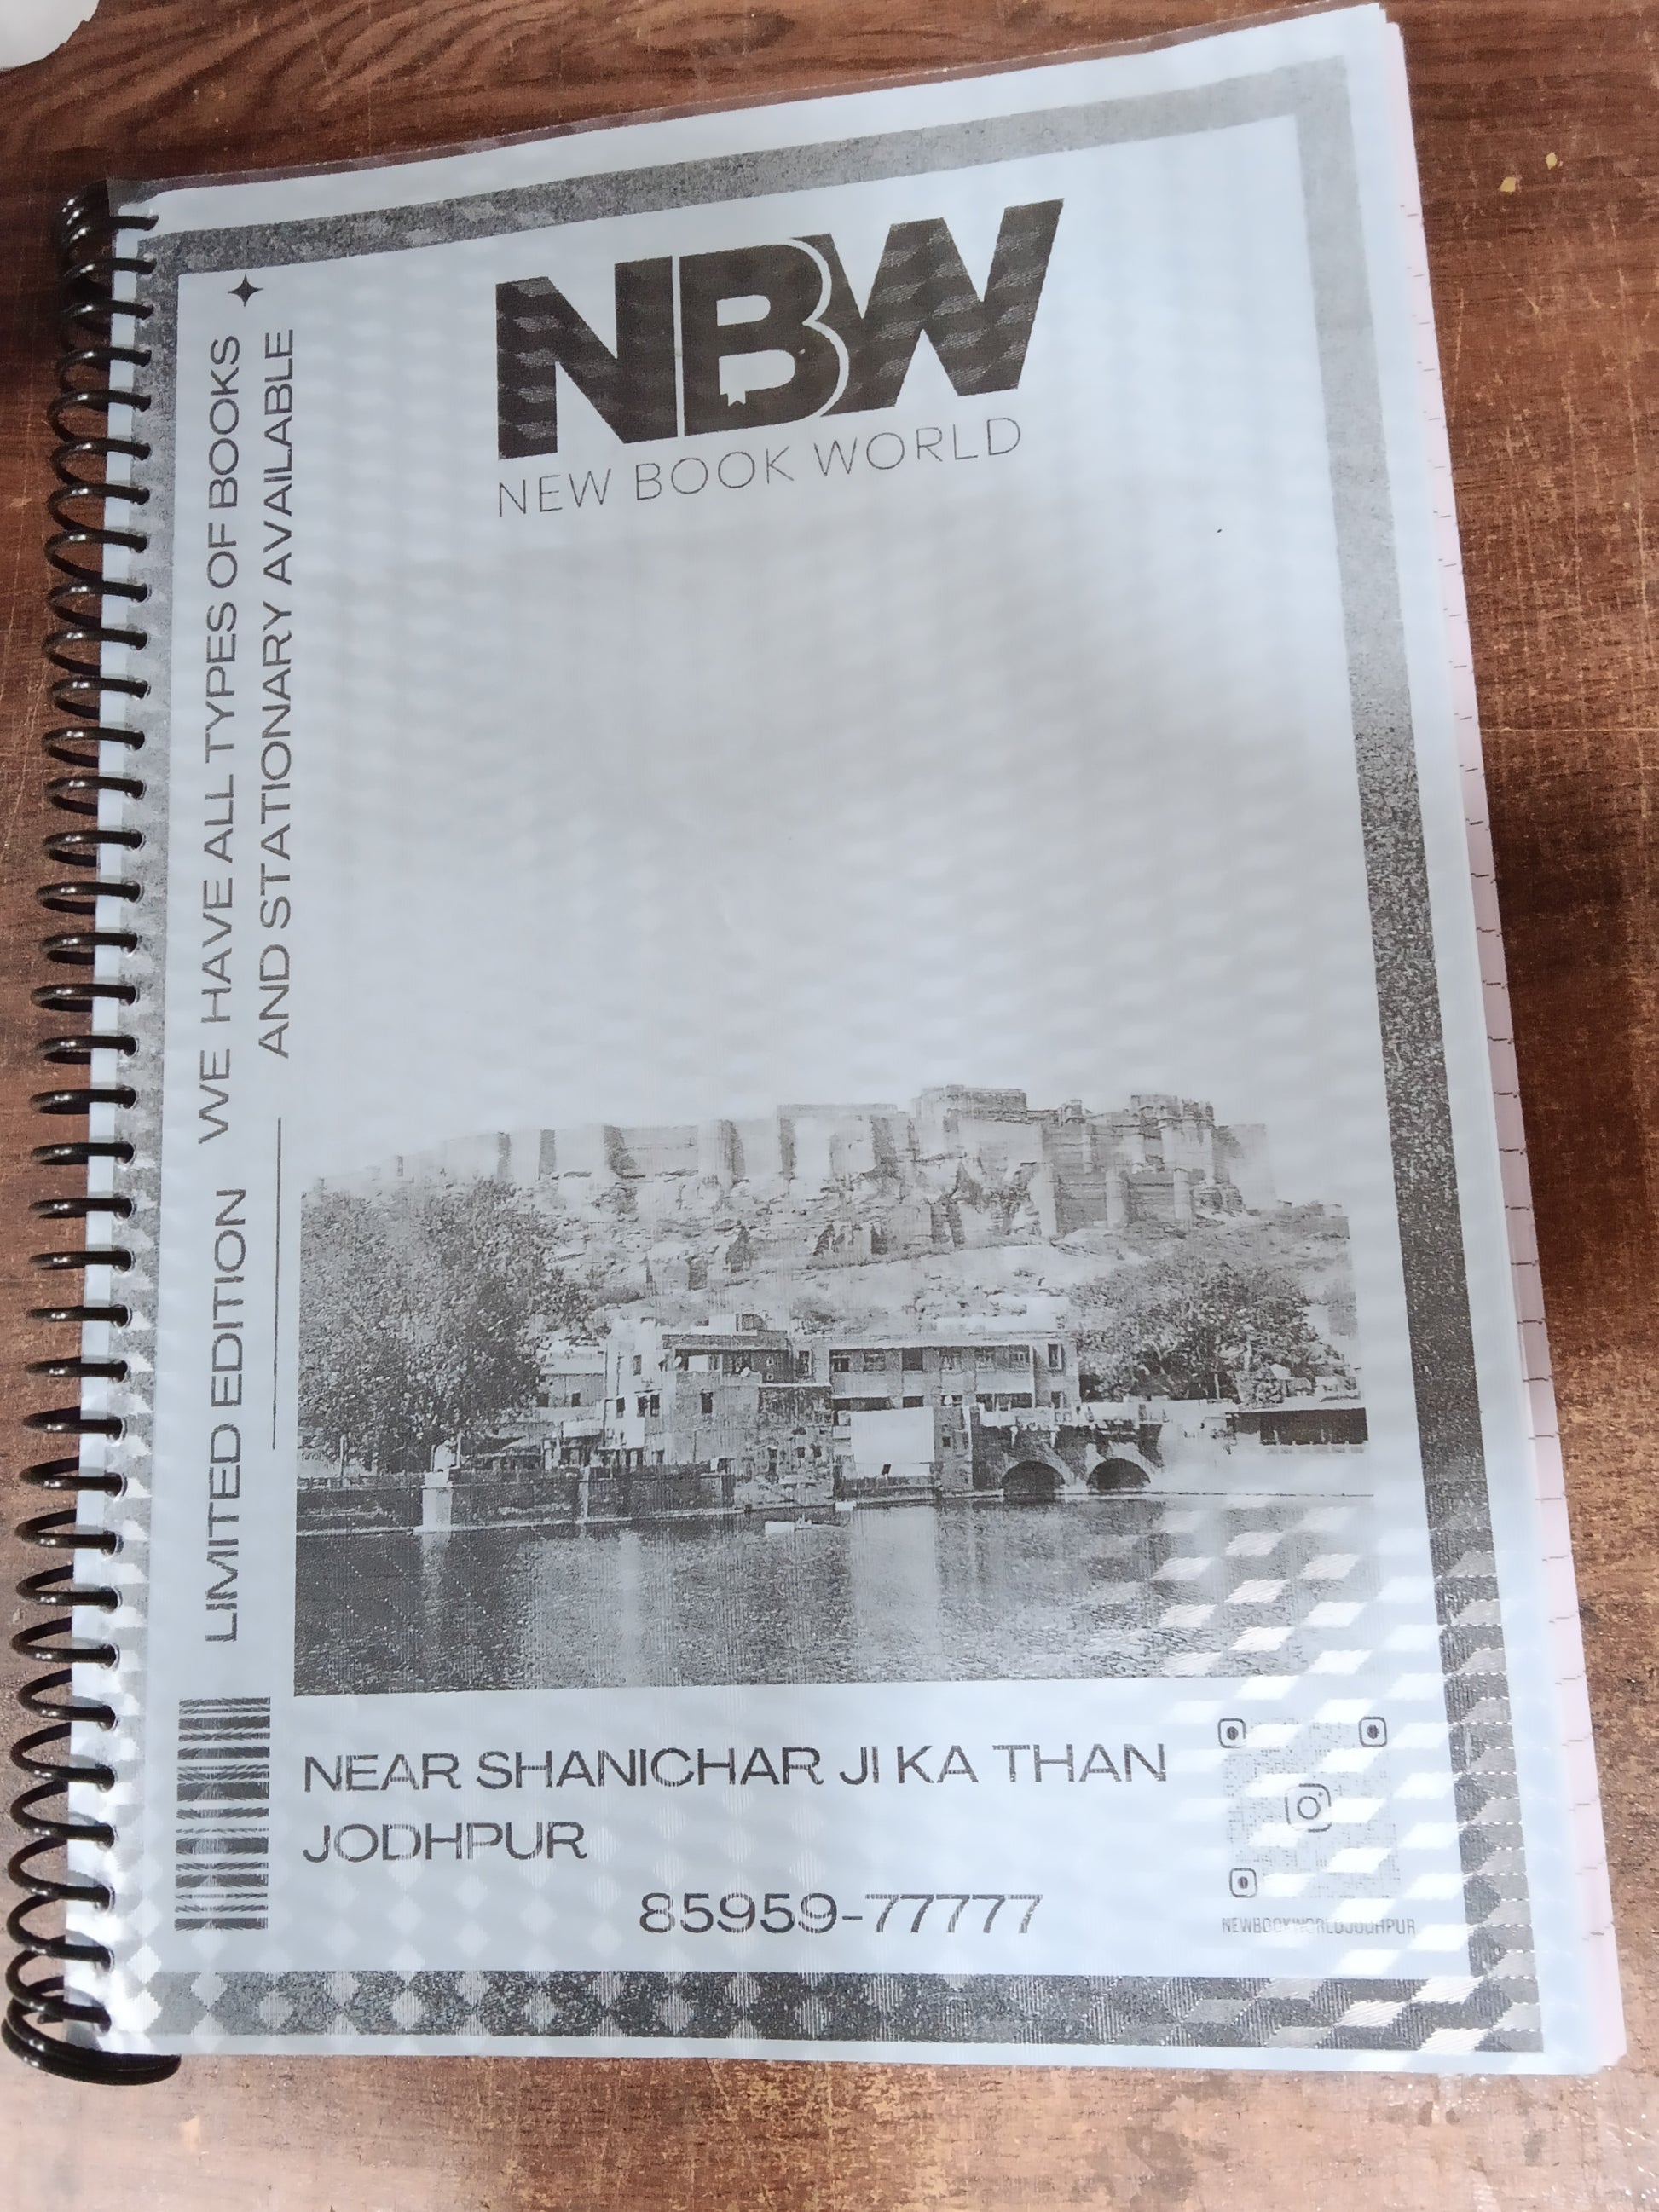 NBW
NEW BOOK WORLD
WE HAVE ALL TYPES OF BOOKS
AND STATIONARY AVAILABLE
LIMITED EDITION
NEAR SHANICHAR JI KA THAN
JODHPUR
85959-77777
NEWBOOKWORLDJODHPUR